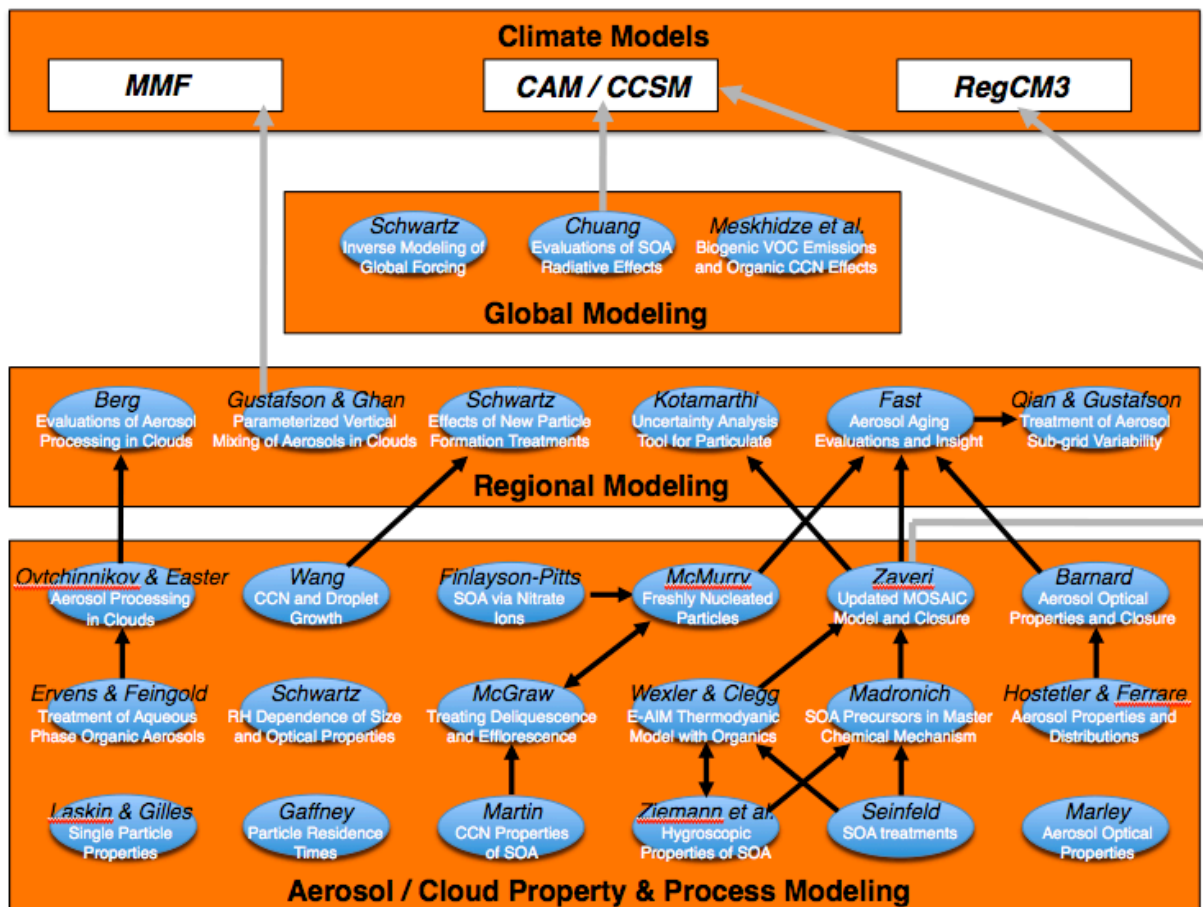 Climate Models
MMF
CAM / CCSM
RegCM3
Schwartz
Inverse Modeling of
Global Forcing
Chuang
Evaluations of SOA
Radiative Effects
Meskhidze et al.
Biogenic VOC Emissions
and Organic CCN Effects
Global Modeling
Berg
Evaluations of Aerosol
Processing in Clouds
Gustafson & Ghan
Parameterized Vertical
Mixing of Aerosols in Clouds
Schwartz
Effects of New Particle
Formation Treatments
Kotamarthi
Uncertainty Analysis
Tool for Particulate
Fast
Aerosol Aging
Evaluations and Insight
Qian & Gustafson
Treatment of Aerosol
Sub-grid Variability
Regional Modeling
Ovtchinnikov & Easter
Aerosol Processing
in Clouds
Wang
CCN and Droplet
Growth
Finlayson-Pitts
SOA via Nitrate
Ions
McMurry
Freshly Nucleated
Particles
Zaveri
Updated MOSAIC
Model and Closure
Barnard
Aerosol Optical
Properties and Closure
Ervens & Feingold
Treatment of Aqueous
Phase Organic Aerosols
Schwartz
RH Dependence of Size
and Optical Properties
McGraw
Treating Deliquescence
and Efflorescence
Wexler & Clegg
E-AIM Thermodyanic
Model with Organics
Madronich
SOA Precursors in Master
Chemical Mechanism
Hostetler & Ferrare
Aerosol Properties and
Distributions
Laskin & Gilles
Single Particle
Properties
Gaffney
Particle Residence
Times
Martin
CCN Properties
of SOA
Ziemann et al.
Hygroscopic
Properties of SOA
Seinfeld
SOA treatments
Marley
Aerosol Optical
Properties
Aerosol / Cloud Property & Process Modeling